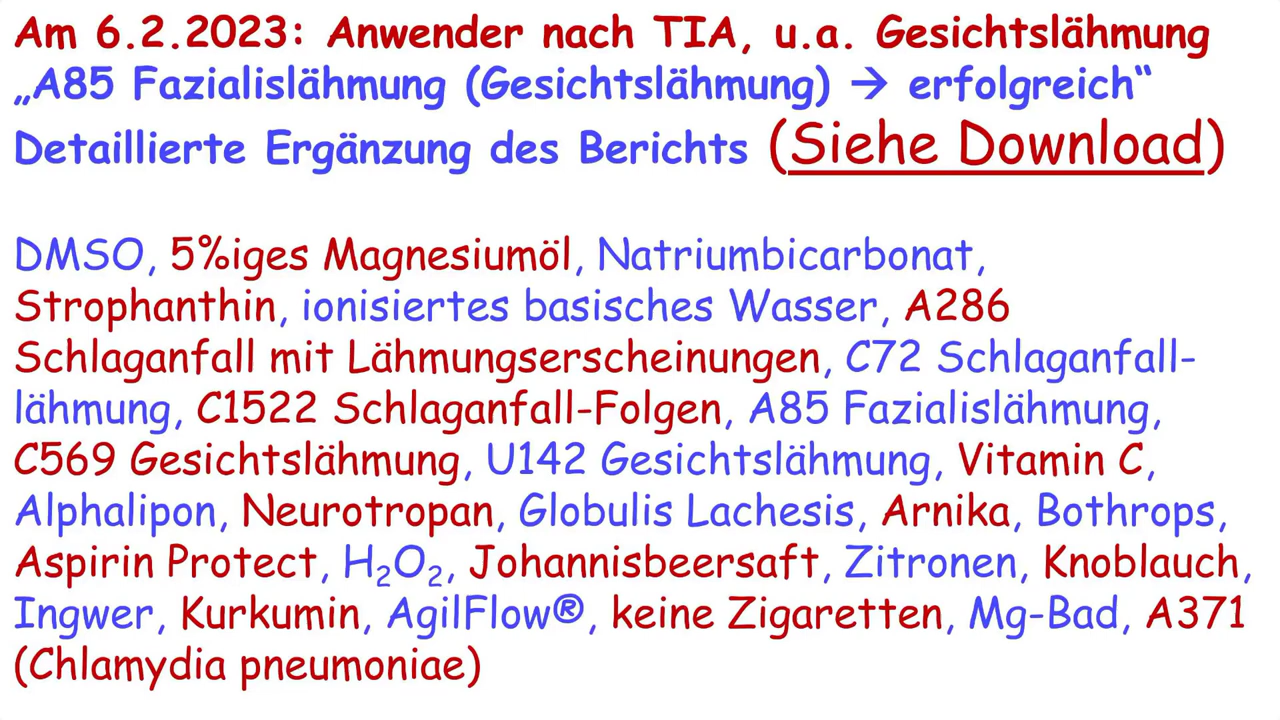 Am 6.2.2023: Anwender nach TIA, u.a. Gesichtslähmung
„A85 Fazialislähmung (Gesichtslähmung) → erfolgreich“
Detaillierte Ergänzung des Berichts (Siehe Download)
DMSO, 5%iges Magnesiumöl, Natriumbicarbonat,
Strophanthin, ionisiertes basisches Wasser, A286
Schlaganfall mit Lähmungserscheinungen, C72 Schlaganfall-
lähmung, C1522 Schlaganfall-Folgen, A85 Fazialislähmung,
C569 Gesichtslähmung, U142 Gesichtslähmung, Vitamin C,
Alphalipon, Neurotropan, Globulis Lachesis, Arnika, Bothrops,
Aspirin Protect, H₂O₂, Johannisbeersaft, Zitronen, Knoblauch,
Ingwer, Kurkumin, AgilFlow®, keine Zigaretten, Mg-Bad, A371
(Chlamydia pneumoniae)